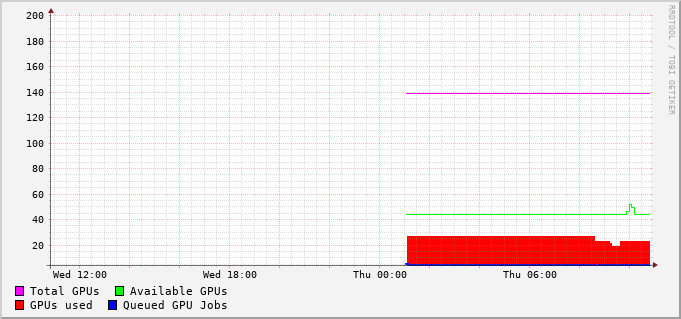 200
180
160
140
120
100
80
60
40
20
Wed 12:00 Wed 18:00 Thu 00:00 Thu 06:00
Total GPUs Available GPUs
GPUs used Queued GPU Jobs
RRDTOOL / TOBI OETIKER